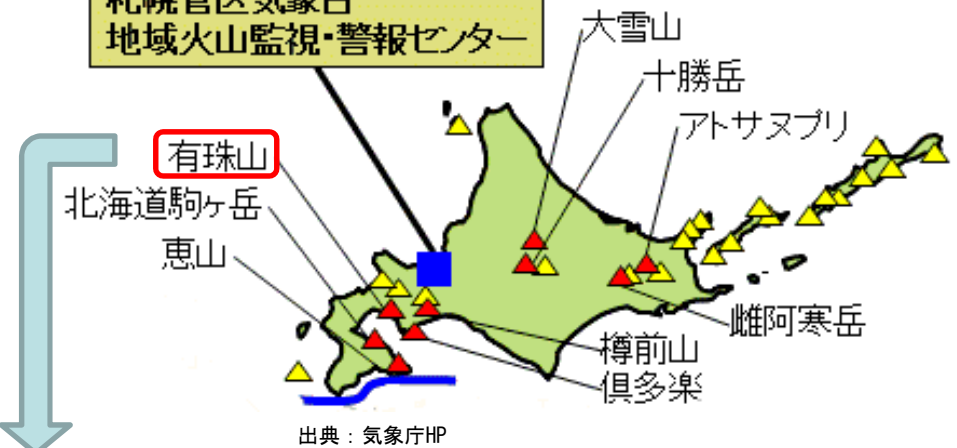 札幌管区気象台
地域火山監視・警報センター
大雪山
十勝岳
アトサヌプリ
有珠山
北海道駒ヶ岳
恵山
雌阿寒岳
樽前山
倶多楽
出典：気象庁HP